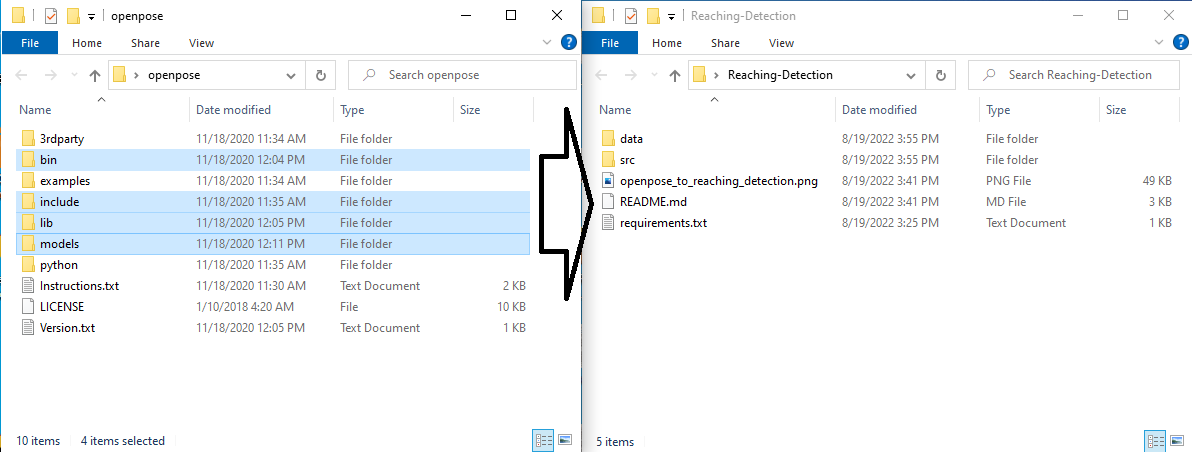 openpose
File Home Share View
openpose Search openpose
Name Date modified Type Size
3rdparty 11/18/2020 11:34 AM File folder
bin 11/18/2020 12:04 PM File folder
examples 11/18/2020 11:34 AM File folder
include 11/18/2020 11:35 AM File folder
lib 11/18/2020 12:05 PM File folder
models 11/18/2020 12:11 PM File folder
python 11/18/2020 11:35 AM File folder
Instructions.txt 11/18/2020 11:30 AM Text Document 2 KB
LICENSE 1/10/2018 4:20 AM File 10 KB
Version.txt 11/18/2020 12:05 PM Text Document 1 KB
10 items 4 items selected
Reaching-Detection
File Home Share View
Reaching-Detection Search Reaching-Detection
Name Date modified Type Size
data 8/19/2022 3:55 PM File folder
src 8/19/2022 3:55 PM File folder
openpose_to_reaching_detection.png 8/19/2022 3:41 PM PNG File 49 KB
README.md 8/19/2022 3:41 PM MD File 3 KB
requirements.txt 8/19/2022 3:25 PM Text Document 1 KB
5 items